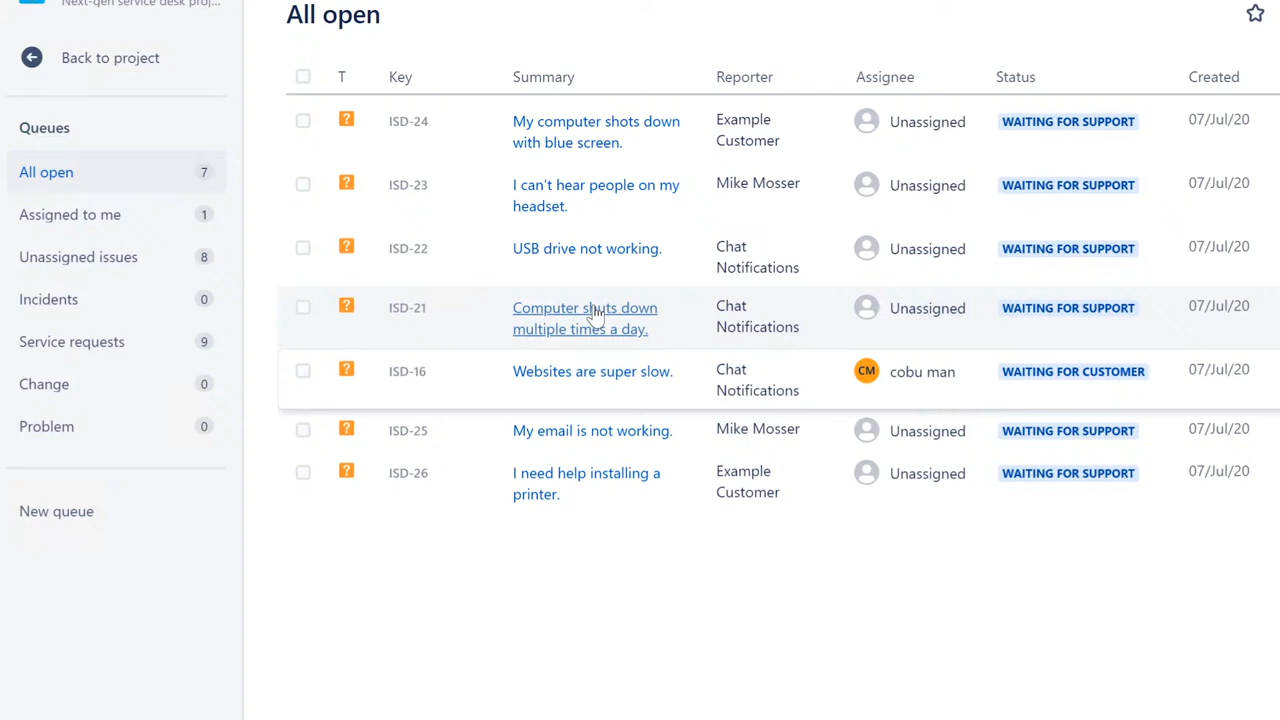 Next-gen service desk proj...
Back to project
Queues
All open 7
Assigned to me 1
Unassigned issues 8
Incidents 0
Service requests 9
Change 0
Problem 0
New queue
All open
T Key Summary Reporter Assignee Status Created
? ISD-24 My computer shots down Example Unassigned WAITING FOR SUPPORT 07/Jul/20
with blue screen. Customer
? ISD-23 I can't hear people on my Mike Mosser Unassigned WAITING FOR SUPPORT 07/Jul/20
headset.
? ISD-22 USB drive not working. Chat Unassigned WAITING FOR SUPPORT 07/Jul/20
Notifications
? ISD-21 Computer shuts down Chat Unassigned WAITING FOR SUPPORT 07/Jul/20
multiple times a day. Notifications
? ISD-16 Websites are super slow. Chat CM cobu man WAITING FOR CUSTOMER 07/Jul/20
Notifications
? ISD-25 My email is not working. Mike Mosser Unassigned WAITING FOR SUPPORT 07/Jul/20
? ISD-26 I need help installing a Example Unassigned WAITING FOR SUPPORT 07/Jul/20
printer. Customer